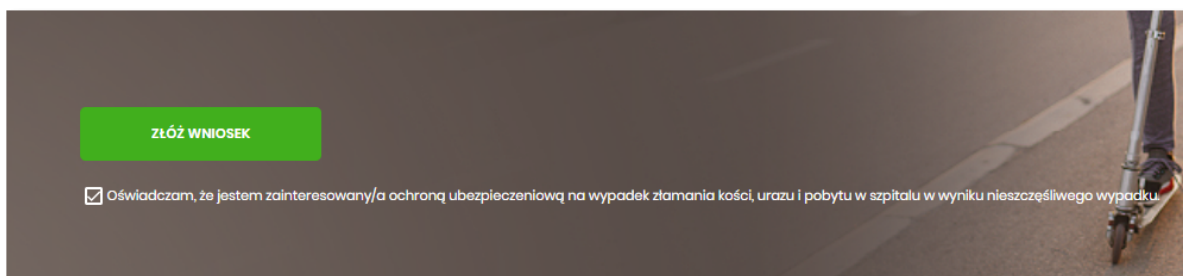 ZŁÓŻ WNIOSEK
Oświadczam, że jestem zainteresowany/a ochroną ubezpieczeniową na wypadek złamania kości, urazu i pobytu w szpitalu w wyniku nieszczęśliwego wypadku.